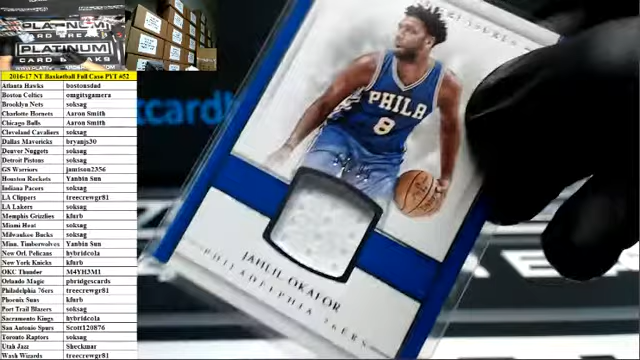 PLATINUM
CARD BREAKS
PLATINUM
CARD BREAKS
2016-17 NT Basketball Full Case PYT #52
Atlanta Hawks bostonsdad
Boston Celtics omgitsgamera
Brooklyn Nets soksag
Charlotte Hornets Aaron Smith
Chicago Bulls Aaron Smith
Cleveland Cavaliers soksag
Dallas Mavericks bryanjs30
Denver Nuggets soksag
Detroit Pistons soksag
GS Warriors jamison2356
Houston Rockets Yanbin Sun
Indiana Pacers soksag
LA Clippers treecrewgr81
LA Lakers soksag
Memphis Grizzlies kfurb
Miami Heat soksag
Milwaukee Bucks soksag
Minn. Timberwolves Yanbin Sun
New Orl. Pelicans hybridcola
New York Knicks kfurb
OKC Thunder M4YH3M1
Orlando Magic pbridgescards
Philadelphia 76ers treecrewgr81
Phoenix Suns kfurb
Port Trail Blazers soksag
Sacramento Kings hybridcola
San Antonio Spurs Scott120876
Toronto Raptors soksag
Utah Jazz Sheckmar
Wash Wizards treecrewgr81
PHILA
8
JAHLIL OKAFOR
PHILADELPHIA 76ERS